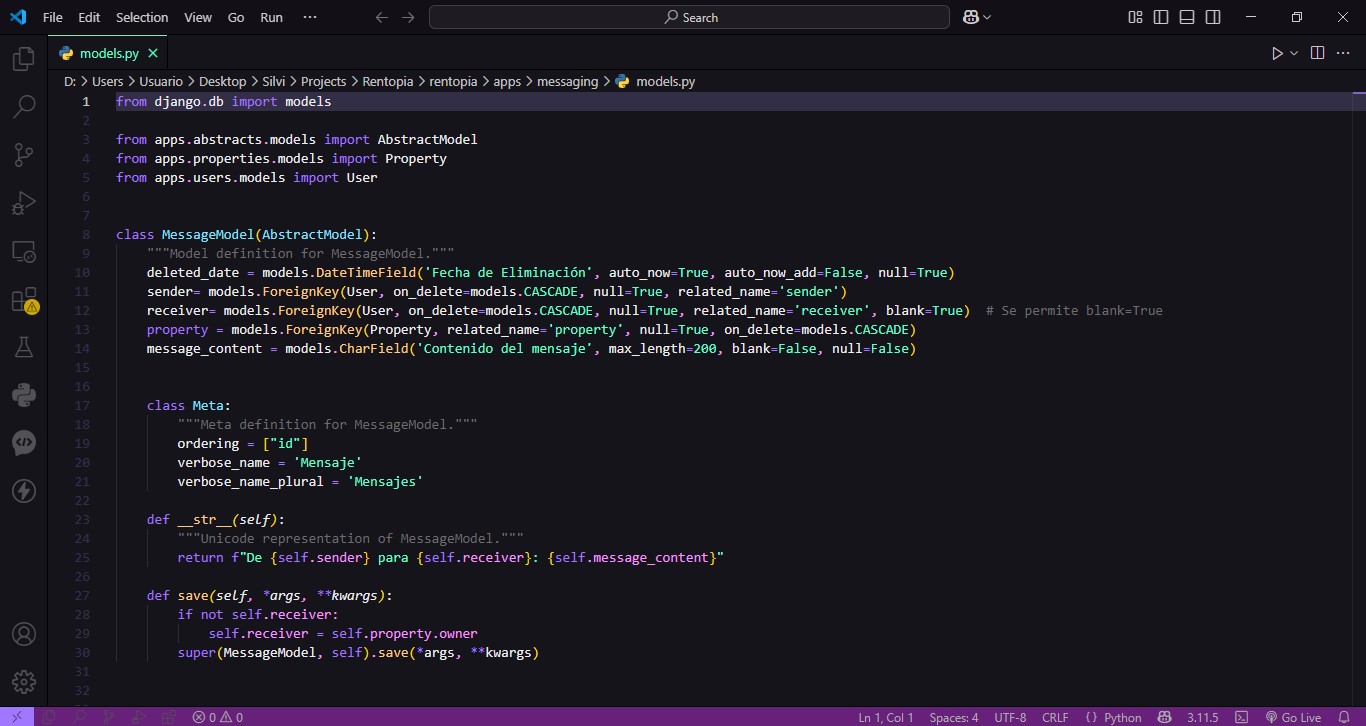 File Edit Selection View Go Run ··· Search
models.py
D: > Users > Usuario > Desktop > Silvi > Projects > Rentopia > rentopia > apps > messaging > models.py
1 from django.db import models
2
3 from apps.abstracts.models import AbstractModel
4 from apps.properties.models import Property
5 from apps.users.models import User
6
7
8 class MessageModel(AbstractModel):
9     """Model definition for MessageModel."""
10     deleted_date = models.DateTimeField('Fecha de Eliminación', auto_now=True, auto_now_add=False, null=True)
11     sender= models.ForeignKey(User, on_delete=models.CASCADE, null=True, related_name='sender')
12     receiver= models.ForeignKey(User, on_delete=models.CASCADE, null=True, related_name='receiver', blank=True)  # Se permite blank=True
13     property = models.ForeignKey(Property, related_name='property', null=True, on_delete=models.CASCADE)
14     message_content = models.CharField('Contenido del mensaje', max_length=200, blank=False, null=False)
15
16
17     class Meta:
18         """Meta definition for MessageModel."""
19         ordering = ["id"]
20         verbose_name = 'Mensaje'
21         verbose_name_plural = 'Mensajes'
22
23     def __str__(self):
24         """Unicode representation of MessageModel."""
25         return f"De {self.sender} para {self.receiver}: {self.message_content}"
26
27     def save(self, *args, **kwargs):
28         if not self.receiver:
29             self.receiver = self.property.owner
30         super(MessageModel, self).save(*args, **kwargs)
31
32
0 0 Ln 1, Col 1 Spaces: 4 UTF-8 CRLF {} Python 3.11.5 Go Live